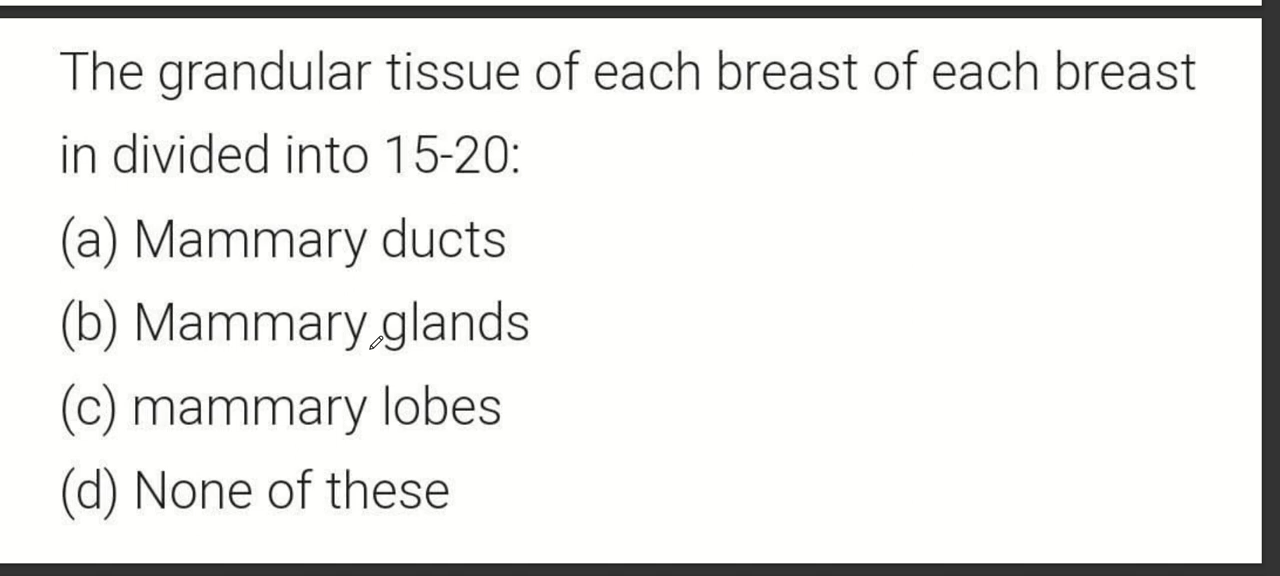 The grandular tissue of each breast of each breast
in divided into 15-20:
(a) Mammary ducts
(b) Mammary glands
(c) mammary lobes
(d) None of these